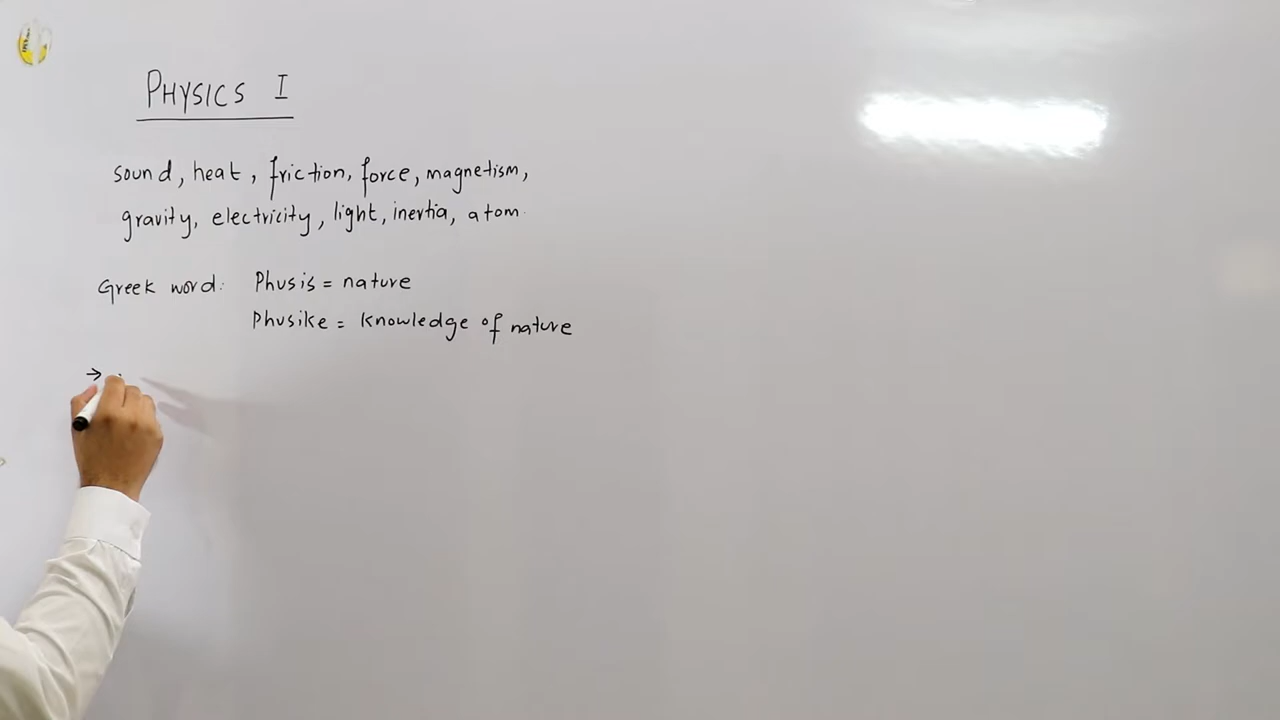 PHYSICS I
sound, heat, friction, force, magnetism,
gravity, electricity, light, inertia, atom.
Greek word: Phusis = nature
Phusike = knowledge of nature
→